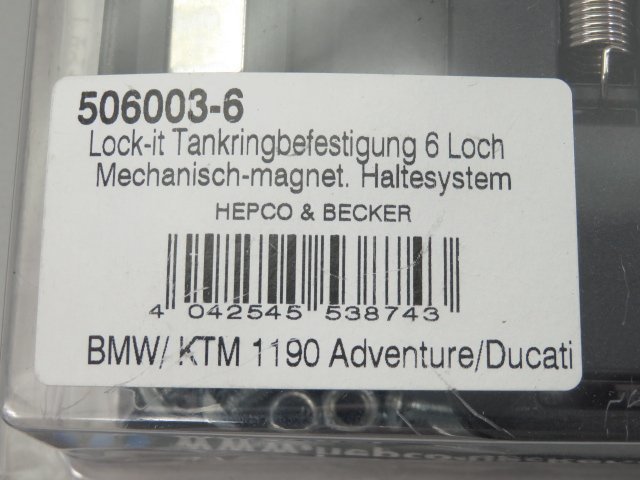 506003-6
Lock-it Tankringbefestigung 6 Loch
Mechanisch-magnet. Haltesystem
HEPCO & BECKER
4 042545 538743
BMW/ KTM 1190 Adventure/Ducati